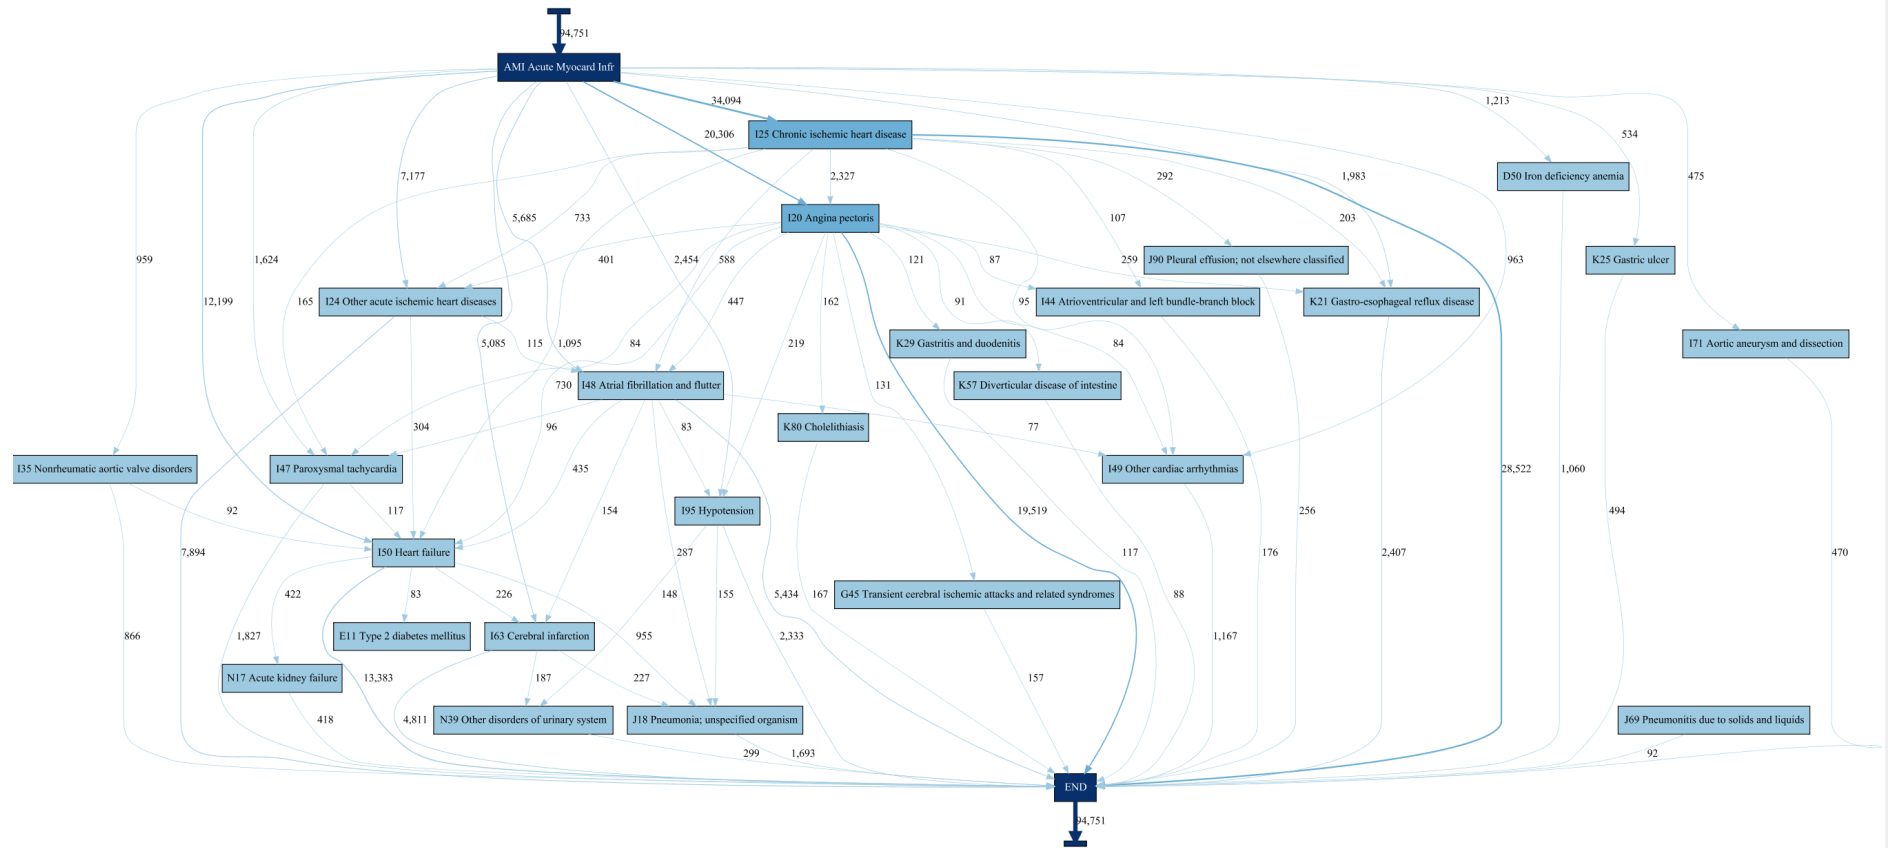 94,751
AMI Acute Myocard Infr
34,094
1,213
I25 Chronic ischemic heart disease
20,306
534
7,177
2,327
292
1,983
D50 Iron deficiency anemia
475
5,685
733
I20 Angina pectoris
107
203
959
1,624
401
2,454
588
121
87
259
J90 Pleural effusion; not elsewhere classified
963
K25 Gastric ulcer
12,199
165
I24 Other acute ischemic heart diseases
447
162
91
95
I44 Atrioventricular and left bundle-branch block
K21 Gastro-esophageal reflux disease
5,085
115
1,095
84
219
K29 Gastritis and duodenitis
84
I71 Aortic aneurysm and dissection
730
I48 Atrial fibrillation and flutter
131
K57 Diverticular disease of intestine
304
96
83
K80 Cholelithiasis
77
I35 Nonrheumatic aortic valve disorders
I47 Paroxysmal tachycardia
435
I49 Other cardiac arrhythmias
28,522
1,060
92
117
154
I95 Hypotension
19,519
256
494
7,894
I50 Heart failure
287
117
176
2,407
470
422
83
226
148
155
5,434
167
G45 Transient cerebral ischemic attacks and related syndromes
88
866
1,827
E11 Type 2 diabetes mellitus
I63 Cerebral infarction
955
2,333
1,167
N17 Acute kidney failure
13,383
187
227
157
418
4,811
N39 Other disorders of urinary system
J18 Pneumonia; unspecified organism
J69 Pneumonitis due to solids and liquids
299
1,693
92
END
94,751